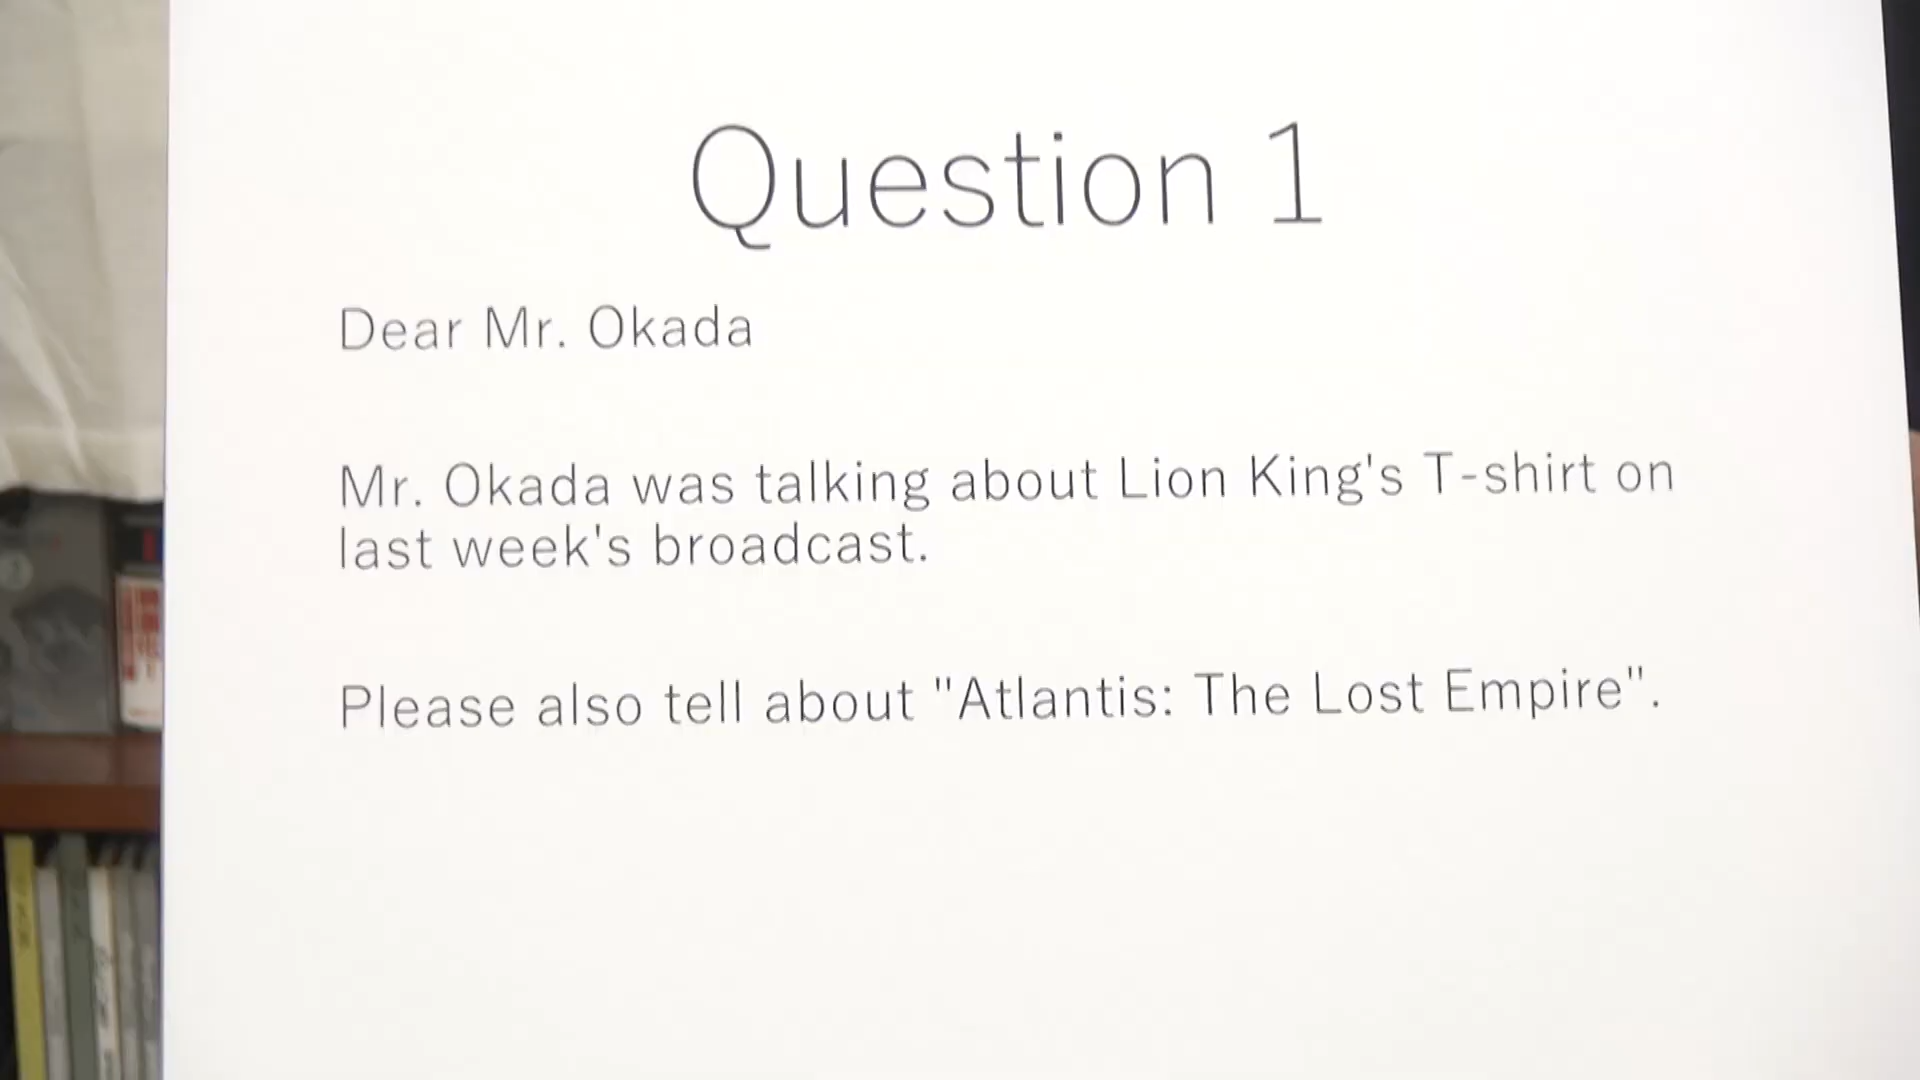 Question 1
Dear Mr. Okada
Mr. Okada was talking about Lion King's T-shirt on
last week's broadcast.
Please also tell about "Atlantis: The Lost Empire".